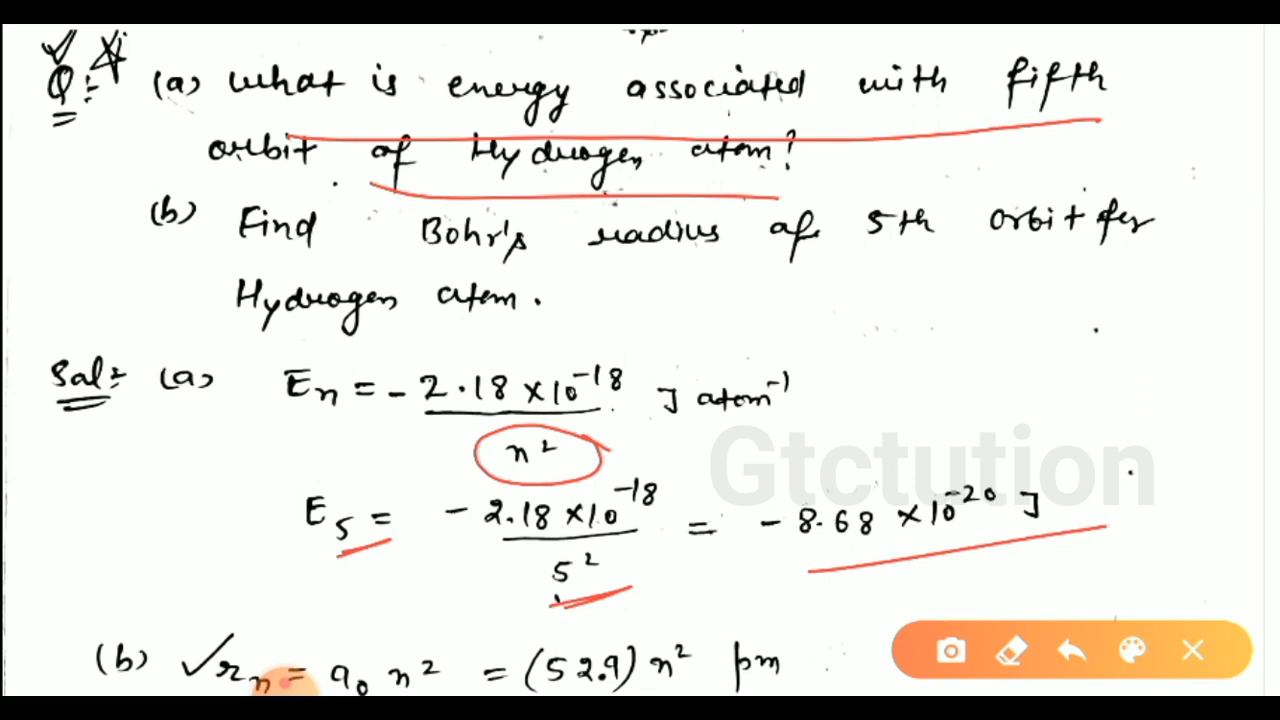 Q:- (a) What is energy associated with fifth
orbit of Hydrogen atom?
(b) Find Bohr's radius of 5th orbit for
Hydrogen atom.
Sol: (a) En = - 2.18 × 10⁻¹⁸ / n² J atom⁻¹
Gtctution
E5 = - 2.18 × 10⁻¹⁸ / 5² = - 8.68 × 10⁻²⁰ J
(b) rn = a₀ n² = (52.9) n² pm